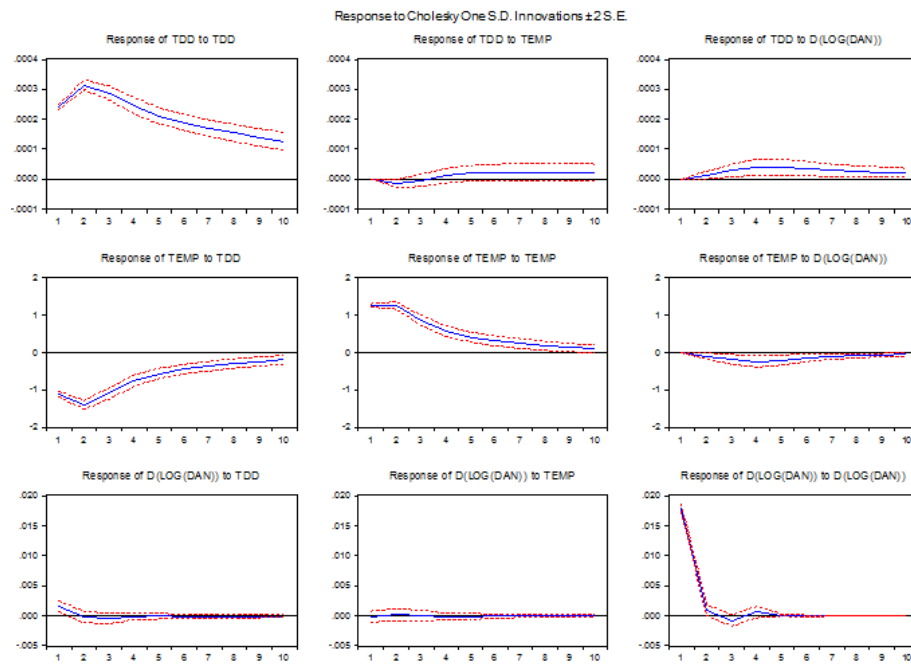 Response to Cholesky One S.D. Innovations ± 2 S.E.
Response of TDD to TDD
Response of TDD to TEMP
Response of TDD to D(LOG(DAN))
.0004
.0003
.0002
.0001
.0000
-.0001
1 2 3 4 5 6 7 8 9 10
.0004
.0003
.0002
.0001
.0000
-.0001
1 2 3 4 5 6 7 8 9 10
.0004
.0003
.0002
.0001
.0000
-.0001
1 2 3 4 5 6 7 8 9 10
Response of TEMP to TDD
Response of TEMP to TEMP
Response of TEMP to D(LOG(DAN))
2
1
0
-1
-2
1 2 3 4 5 6 7 8 9 10
2
1
0
-1
-2
1 2 3 4 5 6 7 8 9 10
2
1
0
-1
-2
1 2 3 4 5 6 7 8 9 10
Response of D(LOG(DAN)) to TDD
Response of D(LOG(DAN)) to TEMP
Response of D(LOG(DAN)) to D(LOG(DAN))
.020
.015
.010
.005
.000
-.005
1 2 3 4 5 6 7 8 9 10
.020
.015
.010
.005
.000
-.005
1 2 3 4 5 6 7 8 9 10
.020
.015
.010
.005
.000
-.005
1 2 3 4 5 6 7 8 9 10